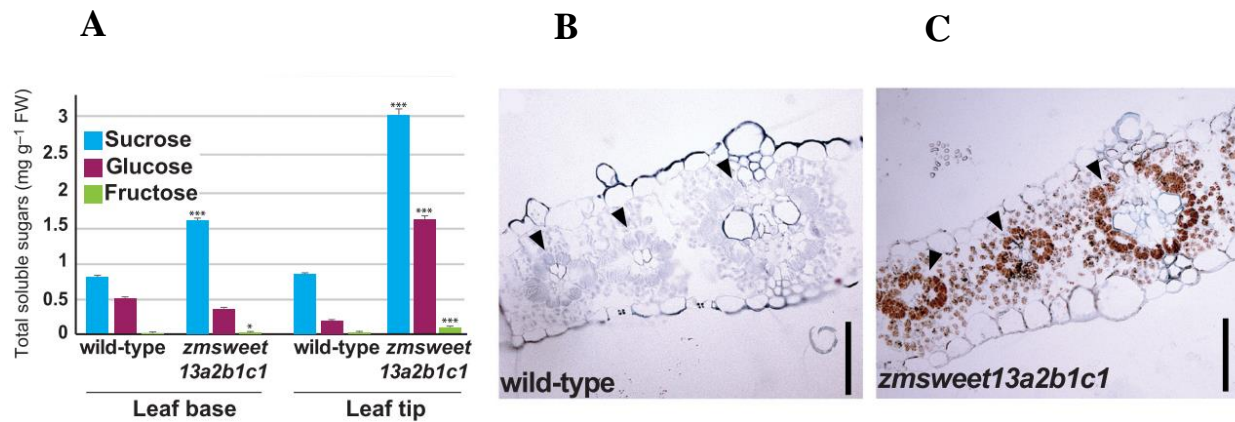 A
B
C
Total soluble sugars (mg g–1 FW)
3
2.5
2
1.5
1
0.5
0
Sucrose
Glucose
Fructose
***
***
***
*
***
wild-type
zmsweet
13a2b1c1
wild-type
zmsweet
13a2b1c1
Leaf base
Leaf tip
wild-type
zmsweet13a2b1c1